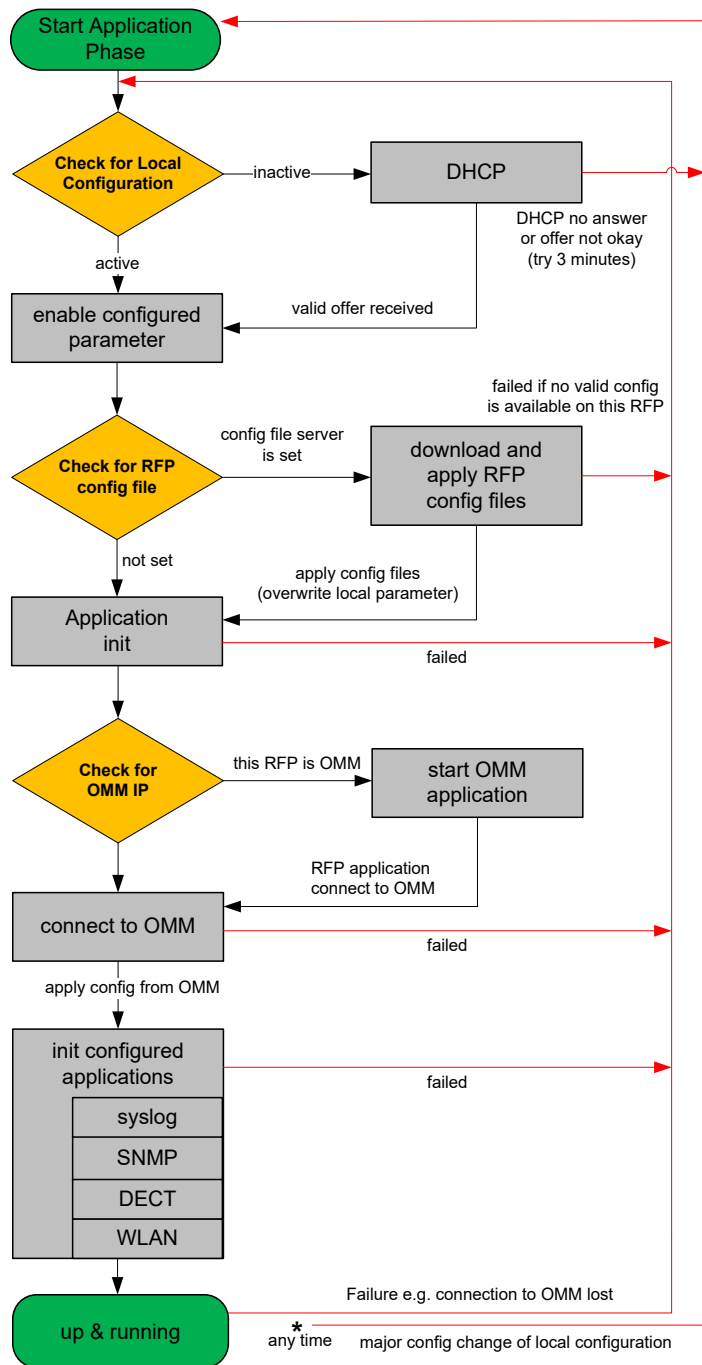 Start Application
Phase
Check for Local
Configuration
inactive
DHCP
DHCP no answer
or offer not okay
(try 3 minutes)
active
valid offer received
enable configured
parameter
failed if no valid config
is available on this RFP
config file server
is set
Check for RFP
config file
download and
apply RFP
config files
not set
apply config files
(overwrite local parameter)
Application
init
failed
Check for
OMM IP
this RFP is OMM
start OMM
application
RFP application
connect to OMM
connect to OMM
failed
apply config from OMM
init configured
applications
failed
syslog
SNMP
DECT
WLAN
Failure e.g. connection to OMM lost
up & running
*
any time
major config change of local configuration